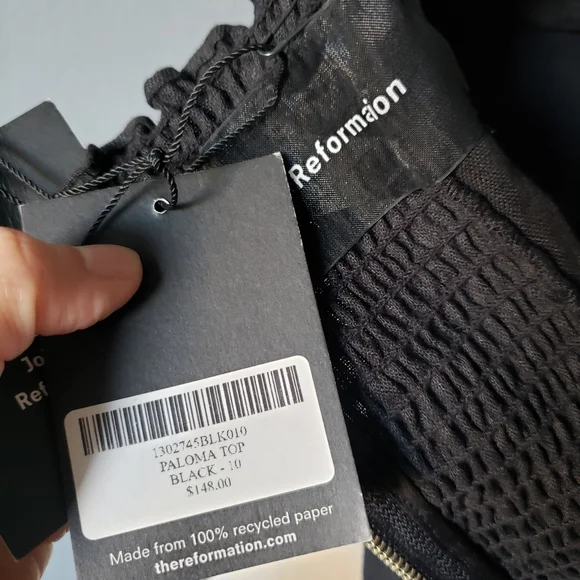 Reformation
Jo
Ref
1302745BLK010
PALOMA TOP
BLACK - 10
$148.00
Made from 100% recycled paper
thereformation.com